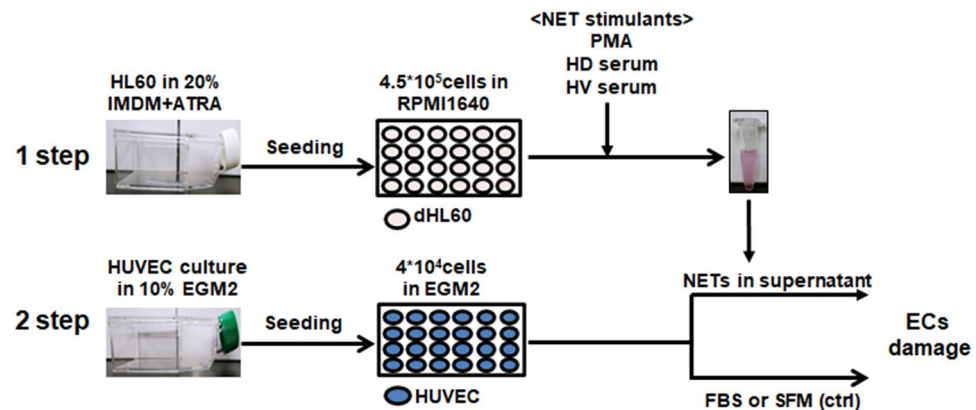 <NET stimulants>
PMA
HD serum
HV serum
HL60 in 20%
IMDM+ATRA
4.5*10⁵cells in
RPMI1640
1 step
Seeding
dHL60
HUVEC culture
in 10% EGM2
4*10⁴cells
in EGM2
NETs in supernatant
2 step
Seeding
ECs
damage
HUVEC
FBS or SFM (ctrl)